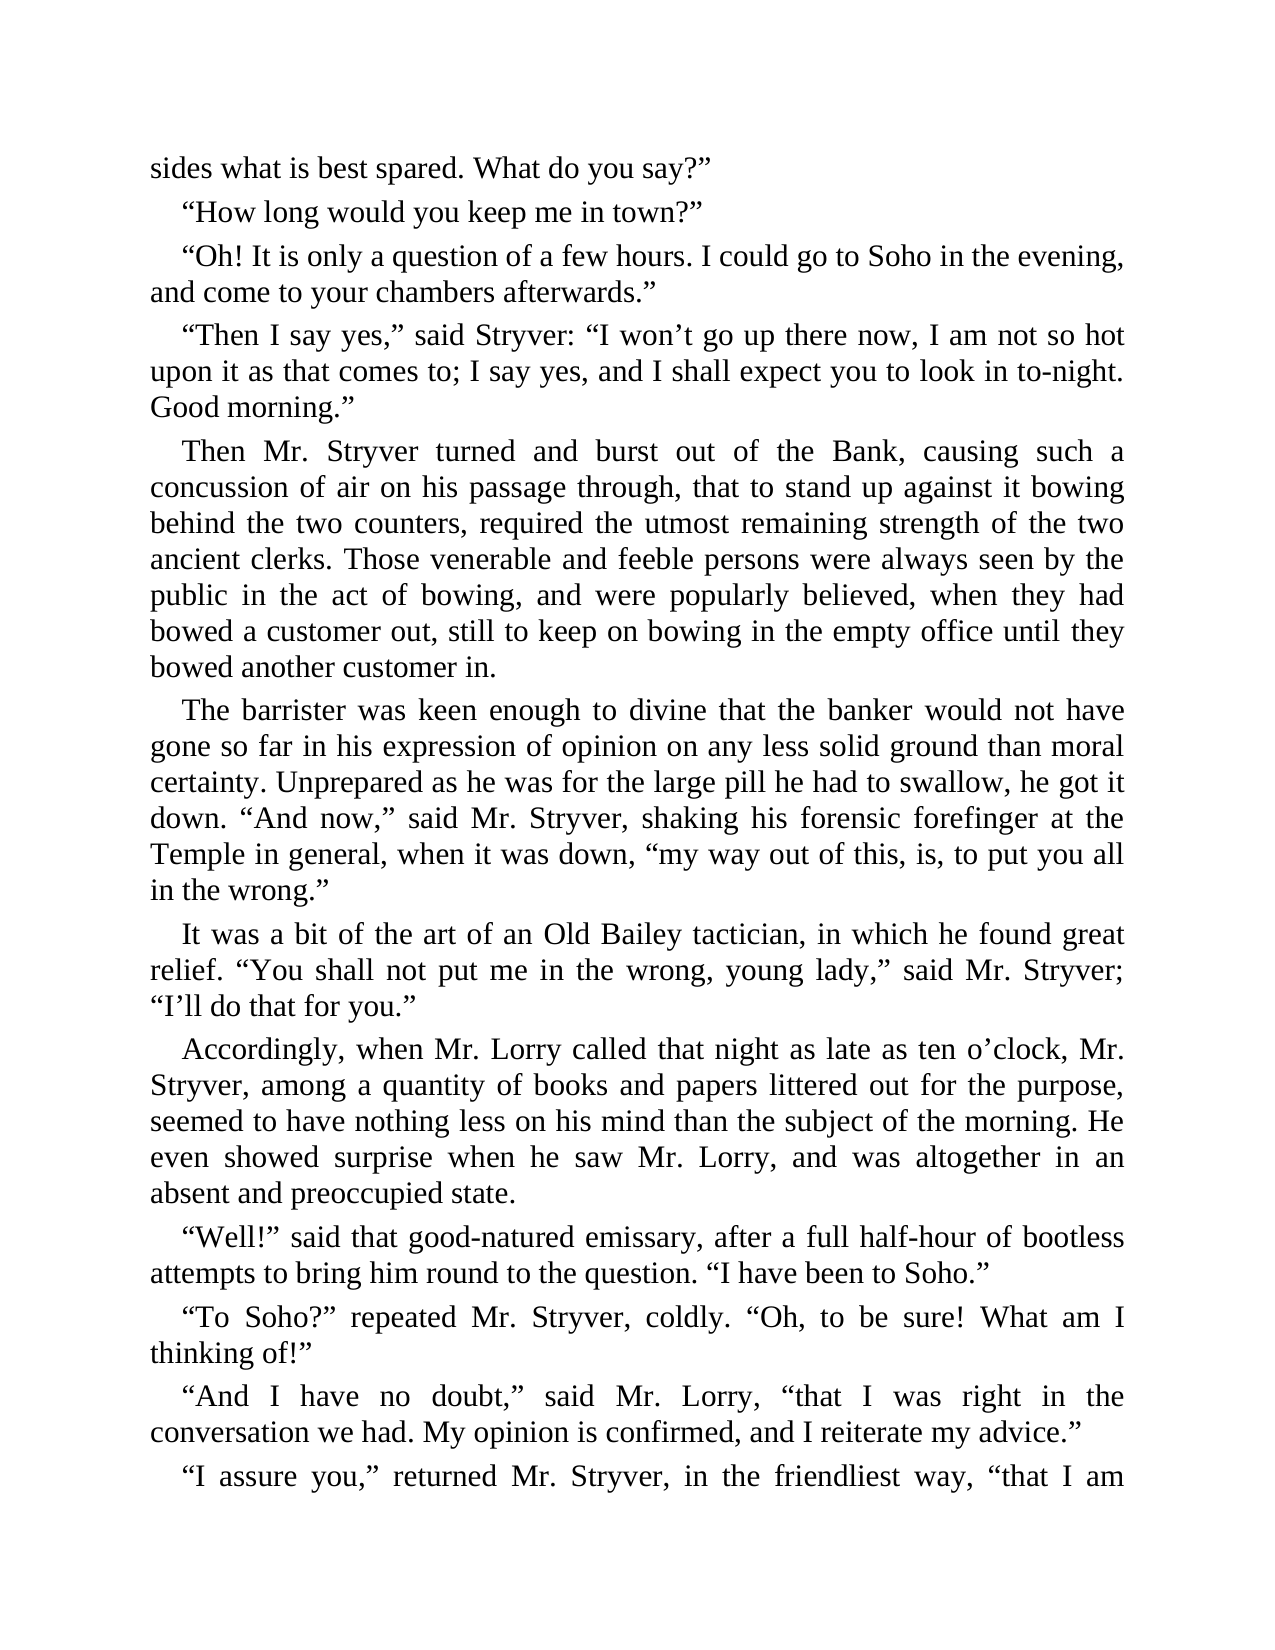 sides what is best spared. What do you say?”
“How long would you keep me in town?”
“Oh! It is only a question of a few hours. I could go to Soho in the evening,
and come to your chambers afterwards.”
“Then I say yes,” said Stryver: “I won’t go up there now, I am not so hot
upon it as that comes to; I say yes, and I shall expect you to look in to-night.
Good morning.”
Then Mr. Stryver turned and burst out of the Bank, causing such a
concussion of air on his passage through, that to stand up against it bowing
behind the two counters, required the utmost remaining strength of the two
ancient clerks. Those venerable and feeble persons were always seen by the
public in the act of bowing, and were popularly believed, when they had
bowed a customer out, still to keep on bowing in the empty office until they
bowed another customer in.
The barrister was keen enough to divine that the banker would not have
gone so far in his expression of opinion on any less solid ground than moral
certainty. Unprepared as he was for the large pill he had to swallow, he got it
down. “And now,” said Mr. Stryver, shaking his forensic forefinger at the
Temple in general, when it was down, “my way out of this, is, to put you all
in the wrong.”
It was a bit of the art of an Old Bailey tactician, in which he found great
relief. “You shall not put me in the wrong, young lady,” said Mr. Stryver;
“I’ll do that for you.”
Accordingly, when Mr. Lorry called that night as late as ten o’clock, Mr.
Stryver, among a quantity of books and papers littered out for the purpose,
seemed to have nothing less on his mind than the subject of the morning. He
even showed surprise when he saw Mr. Lorry, and was altogether in an
absent and preoccupied state.
“Well!” said that good-natured emissary, after a full half-hour of bootless
attempts to bring him round to the question. “I have been to Soho.”
“To Soho?” repeated Mr. Stryver, coldly. “Oh, to be sure! What am I
thinking of!”
“And I have no doubt,” said Mr. Lorry, “that I was right in the
conversation we had. My opinion is confirmed, and I reiterate my advice.”
“I assure you,” returned Mr. Stryver, in the friendliest way, “that I am